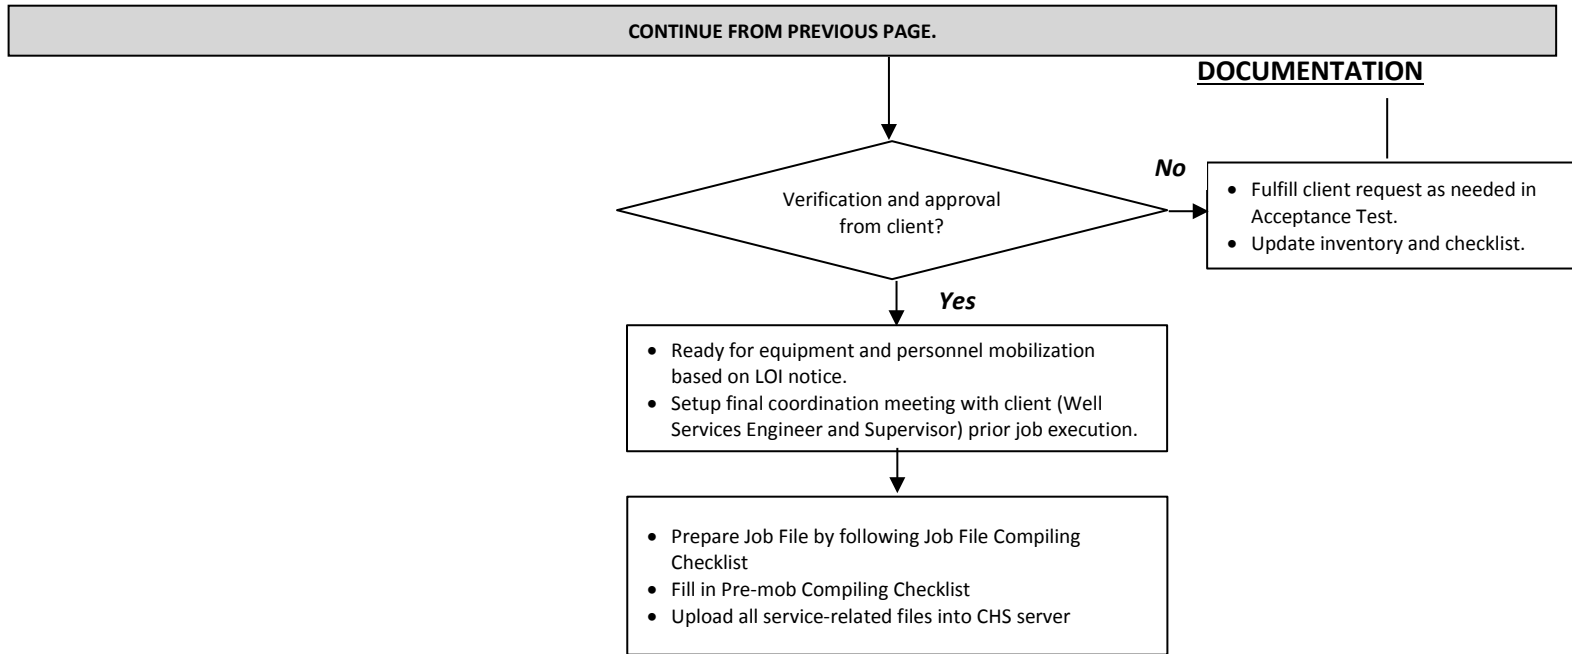 CONTINUE FROM PREVIOUS PAGE.
DOCUMENTATION
Verification and approval
from client?
No
• Fulfill client request as needed in
Acceptance Test.
• Update inventory and checklist.
Yes
• Ready for equipment and personnel mobilization
based on LOI notice.
• Setup final coordination meeting with client (Well
Services Engineer and Supervisor) prior job execution.
• Prepare Job File by following Job File Compiling
Checklist
• Fill in Pre-mob Compiling Checklist
• Upload all service-related files into CHS server